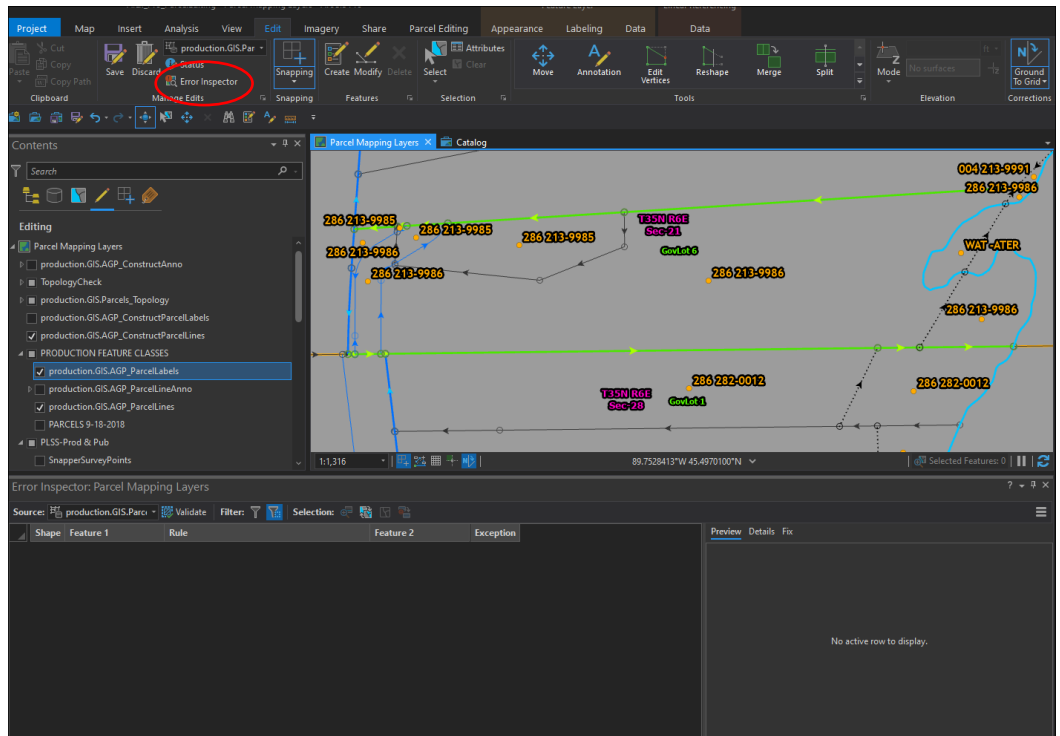 Project Map Insert Analysis View Edit Imagery Share Parcel Editing Appearance Labeling Data Data
Cut
Copy
Copy Path
Paste
Clipboard
Save
Discard
production.GIS.Par
Status
Error Inspector
Manage Edits
Snapping
Snapping
Create
Modify
Delete
Features
Select
Attributes
Clear
Selection
Move
Annotation
Edit
Vertices
Reshape
Merge
Split
Tools
Mode
No surfaces
ft
Elevation
Ground
To Grid
Corrections
Contents
Search
Editing
Parcel Mapping Layers
production.GIS.AGP_ConstructAnno
TopologyCheck
production.GIS.Parcels_Topology
production.GIS.AGP_ConstructParcelLabels
production.GIS.AGP_ConstructParcelLines
PRODUCTION FEATURE CLASSES
production.GIS.AGP_ParcelLabels
production.GIS.AGP_ParcelLineAnno
production.GIS.AGP_ParcelLines
PARCELS 9-18-2018
PLSS-Prod & Pub
SnapperSurveyPoints
Parcel Mapping Layers
Catalog
004 213-9991
286 213-9986
286 213-9985
286 213-9985
286 213-9985
T35N R6E
Sec-21
GovLot 6
WAT -ATER
286 213-9986
286 213-9986
286 213-9986
286 213-9986
286 282-0012
286 282-0012
T35N R6E
Sec-28
GovLot 1
1:1,316
89.7528413°W 45.4970100°N
Selected Features: 0
Error Inspector: Parcel Mapping Layers
Source: production.GIS.Parc Validate Filter: Selection:
Shape Feature 1 Rule Feature 2 Exception
Preview Details Fix
No active row to display.